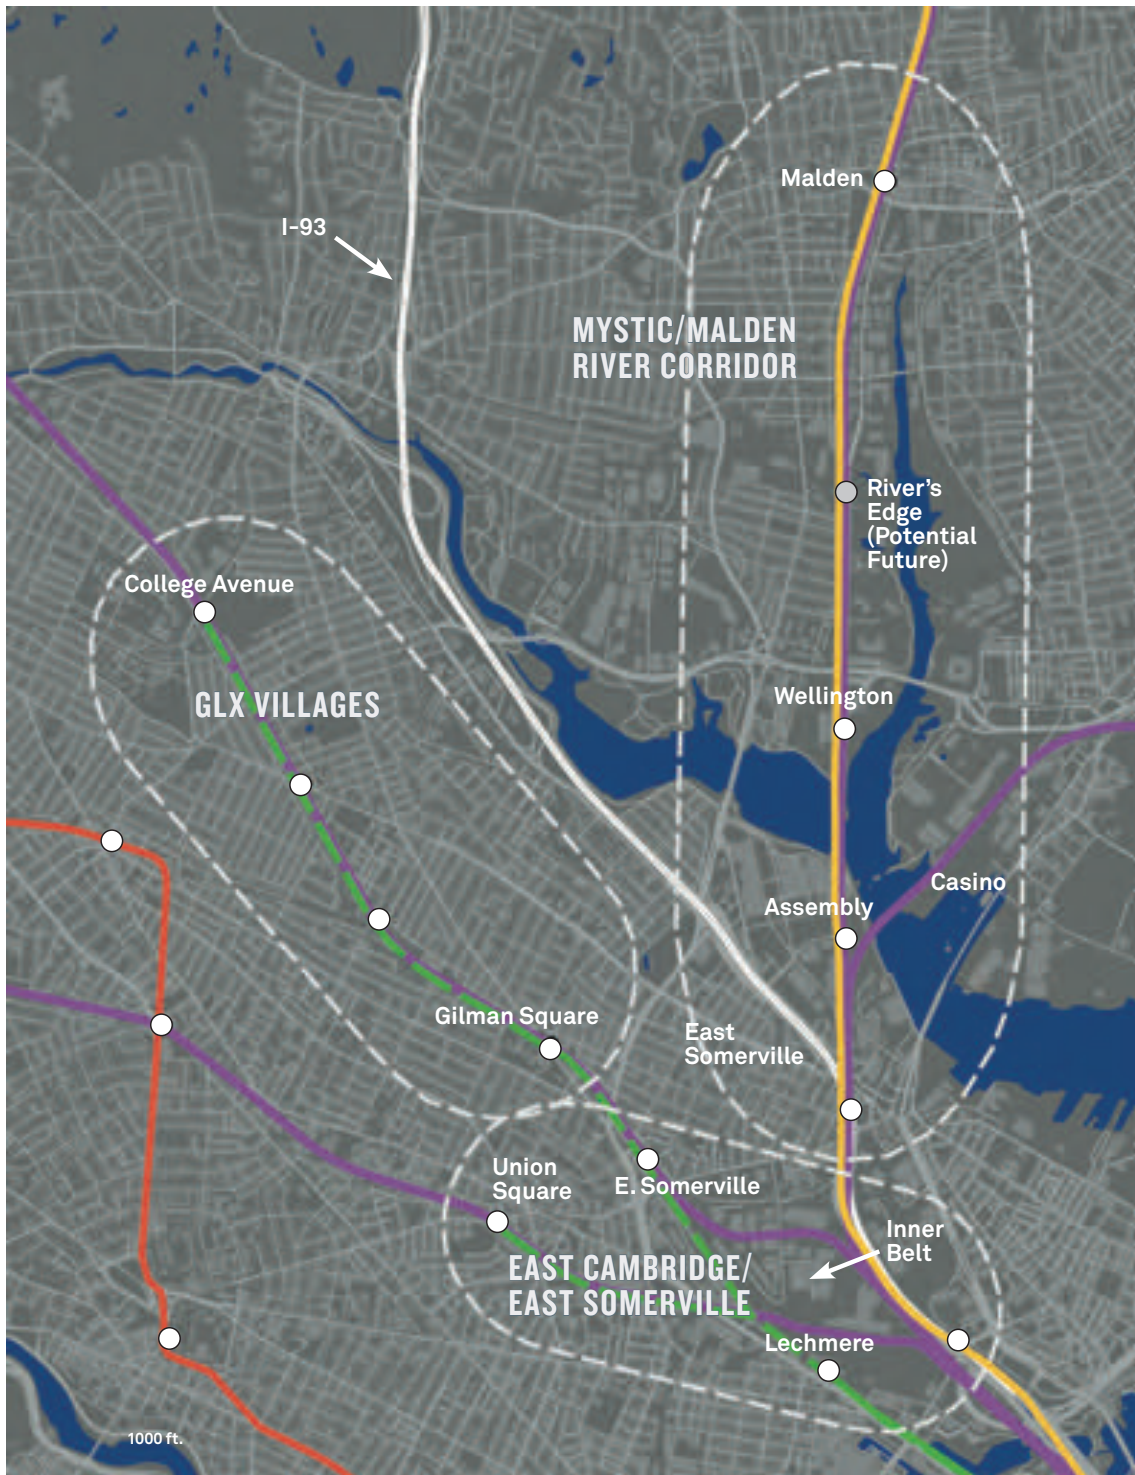 Malden
I-93
MYSTIC/MALDEN
RIVER CORRIDOR
River's
Edge
(Potential
Future)
College Avenue
Wellington
GLX VILLAGES
Casino
Assembly
Gilman Square
East
Somerville
Union
Square
E. Somerville
Inner
Belt
EAST CAMBRIDGE/
EAST SOMERVILLE
Lechmere
1000 ft.